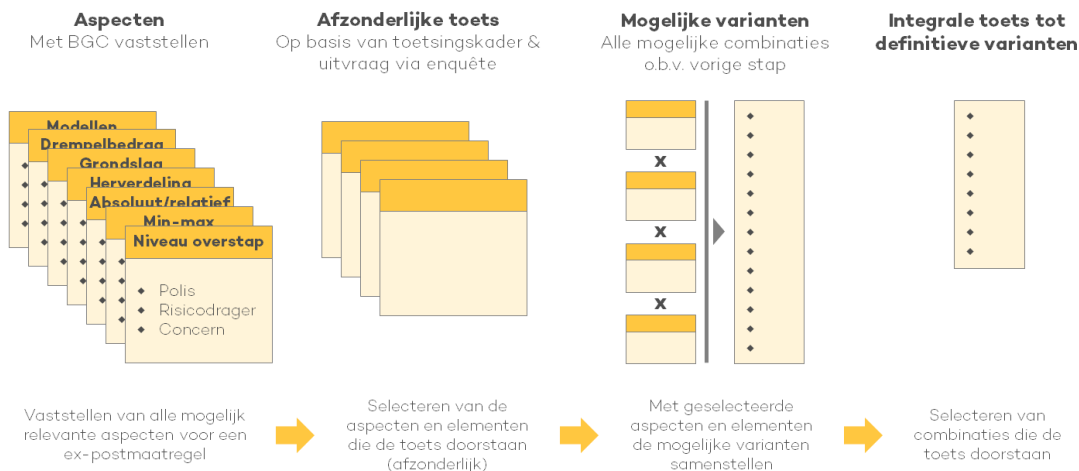 Aspecten
Met BGC vaststellen
Afzonderlijke toets
Op basis van toetsingskader &
uitvraag via enquête
Mogelijke varianten
Alle mogelijke combinaties
o.b.v. vorige stap
Integrale toets tot
definitieve varianten
Modellen
Drempelbedrag
Grondslag
Herverdeling
Absoluut/relatief
Min-max
Niveau overstap
◆ Polis
◆ Risicodrager
◆ Concern
x
x
x
Vaststellen van alle mogelijk
relevante aspecten voor een
ex-postmaatregel
Selecteren van de
aspecten en elementen
die de toets doorstaan
(afzonderlijk)
Met geselecteerde
aspecten en elementen
de mogelijke varianten
samenstellen
Selecteren van
combinaties die de
toets doorstaan